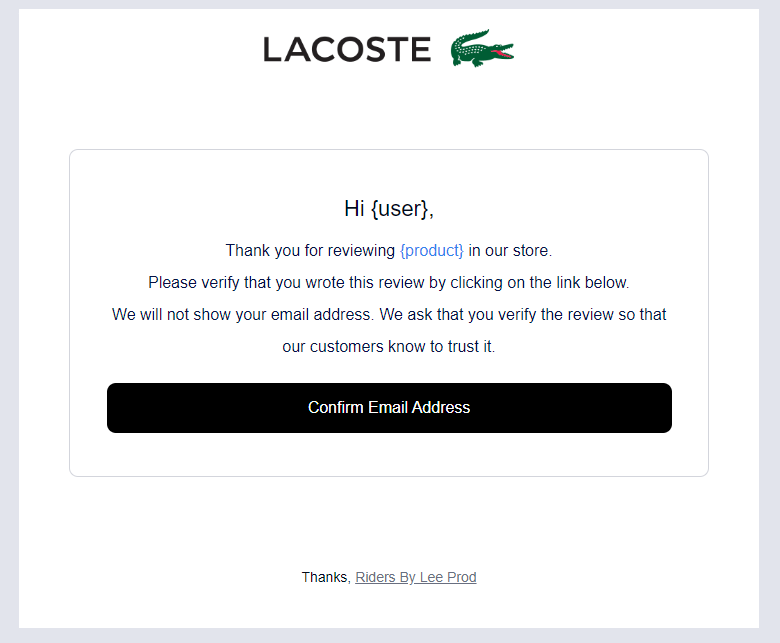 LACOSTE
Hi {user},
Thank you for reviewing {product} in our store.
Please verify that you wrote this review by clicking on the link below.
We will not show your email address. We ask that you verify the review so that
our customers know to trust it.
Confirm Email Address
Thanks, Riders By Lee Prod